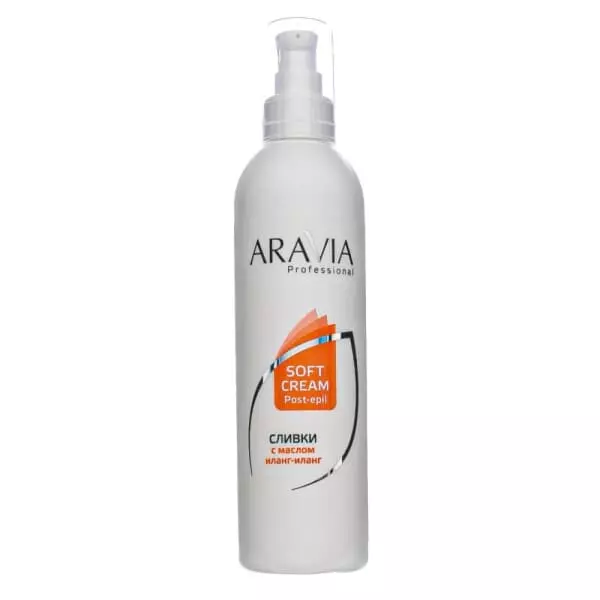 ARAVIA
Professional
SOFT
CREAM
Post-epil
сливки
с маслом
иланг-иланг